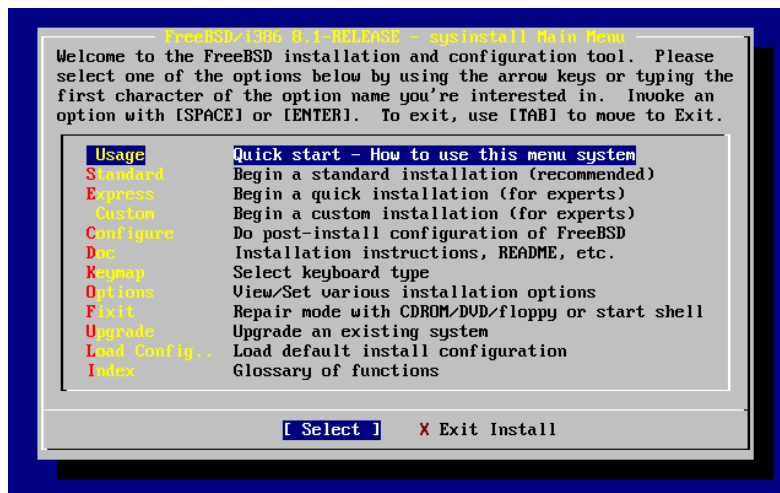 FreeBSD/i386 8.1-RELEASE - sysinstall Main Menu
Welcome to the FreeBSD installation and configuration tool.  Please
select one of the options below by using the arrow keys or typing the
first character of the option name you're interested in.  Invoke an
option with [SPACE] or [ENTER].  To exit, use [TAB] to move to Exit.
Usage Quick start - How to use this menu system
Standard Begin a standard installation (recommended)
Express Begin a quick installation (for experts)
Custom Begin a custom installation (for experts)
Configure Do post-install configuration of FreeBSD
Doc Installation instructions, README, etc.
Keymap Select keyboard type
Options View/Set various installation options
Fixit Repair mode with CDROM/DVD/floppy or start shell
Upgrade Upgrade an existing system
Load Config.. Load default install configuration
Index Glossary of functions
[ Select ] X Exit Install